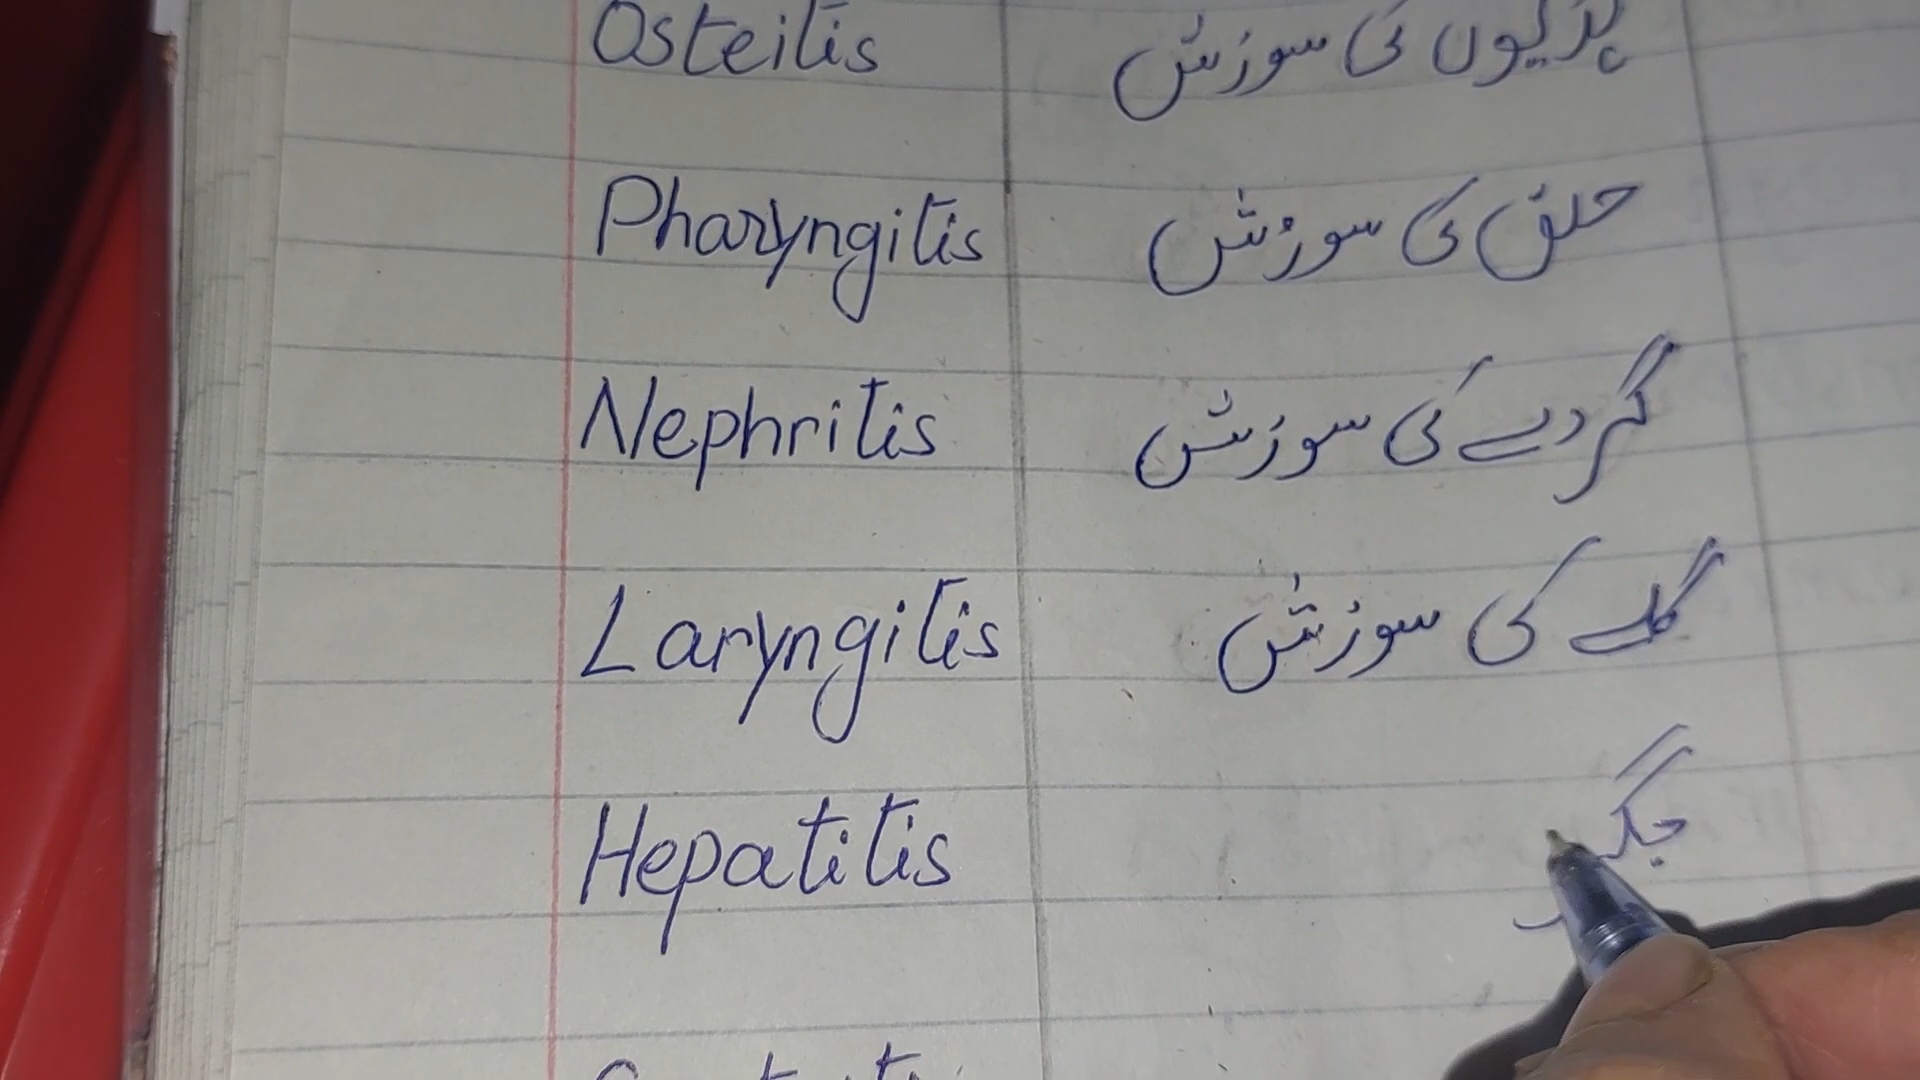 Osteitis ہڈیوں کی سوزش
Pharyngitis حلق کی سوزش
Nephritis گردے کی سوزش
Laryngitis گلے کی سوزش
Hepatitis جگر